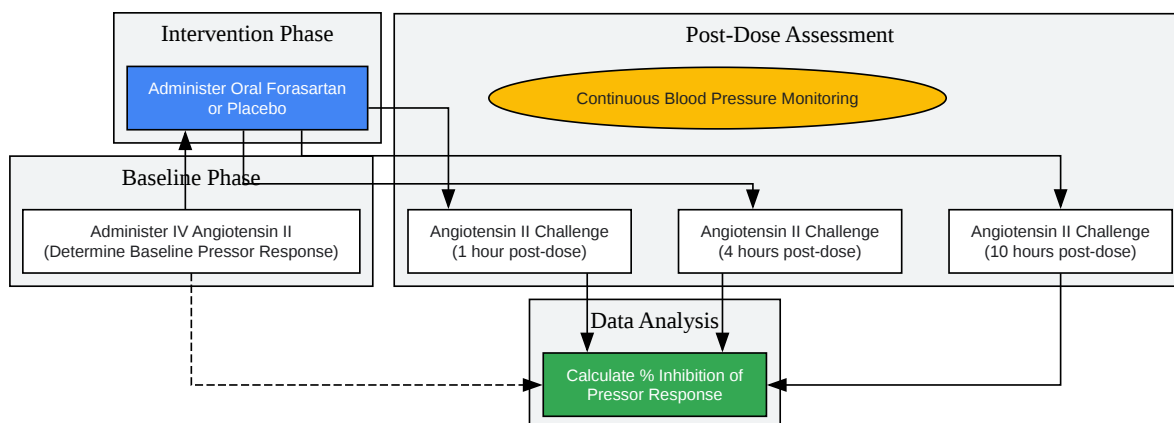 Intervention Phase
Administer Oral Forasartan
or Placebo
Post-Dose Assessment
Continuous Blood Pressure Monitoring
Baseline Phase
Administer IV Angiotensin II
(Determine Baseline Pressor Response)
Angiotensin II Challenge
(1 hour post-dose)
Angiotensin II Challenge
(4 hours post-dose)
Angiotensin II Challenge
(10 hours post-dose)
Data Analysis
Calculate % Inhibition of
Pressor Response